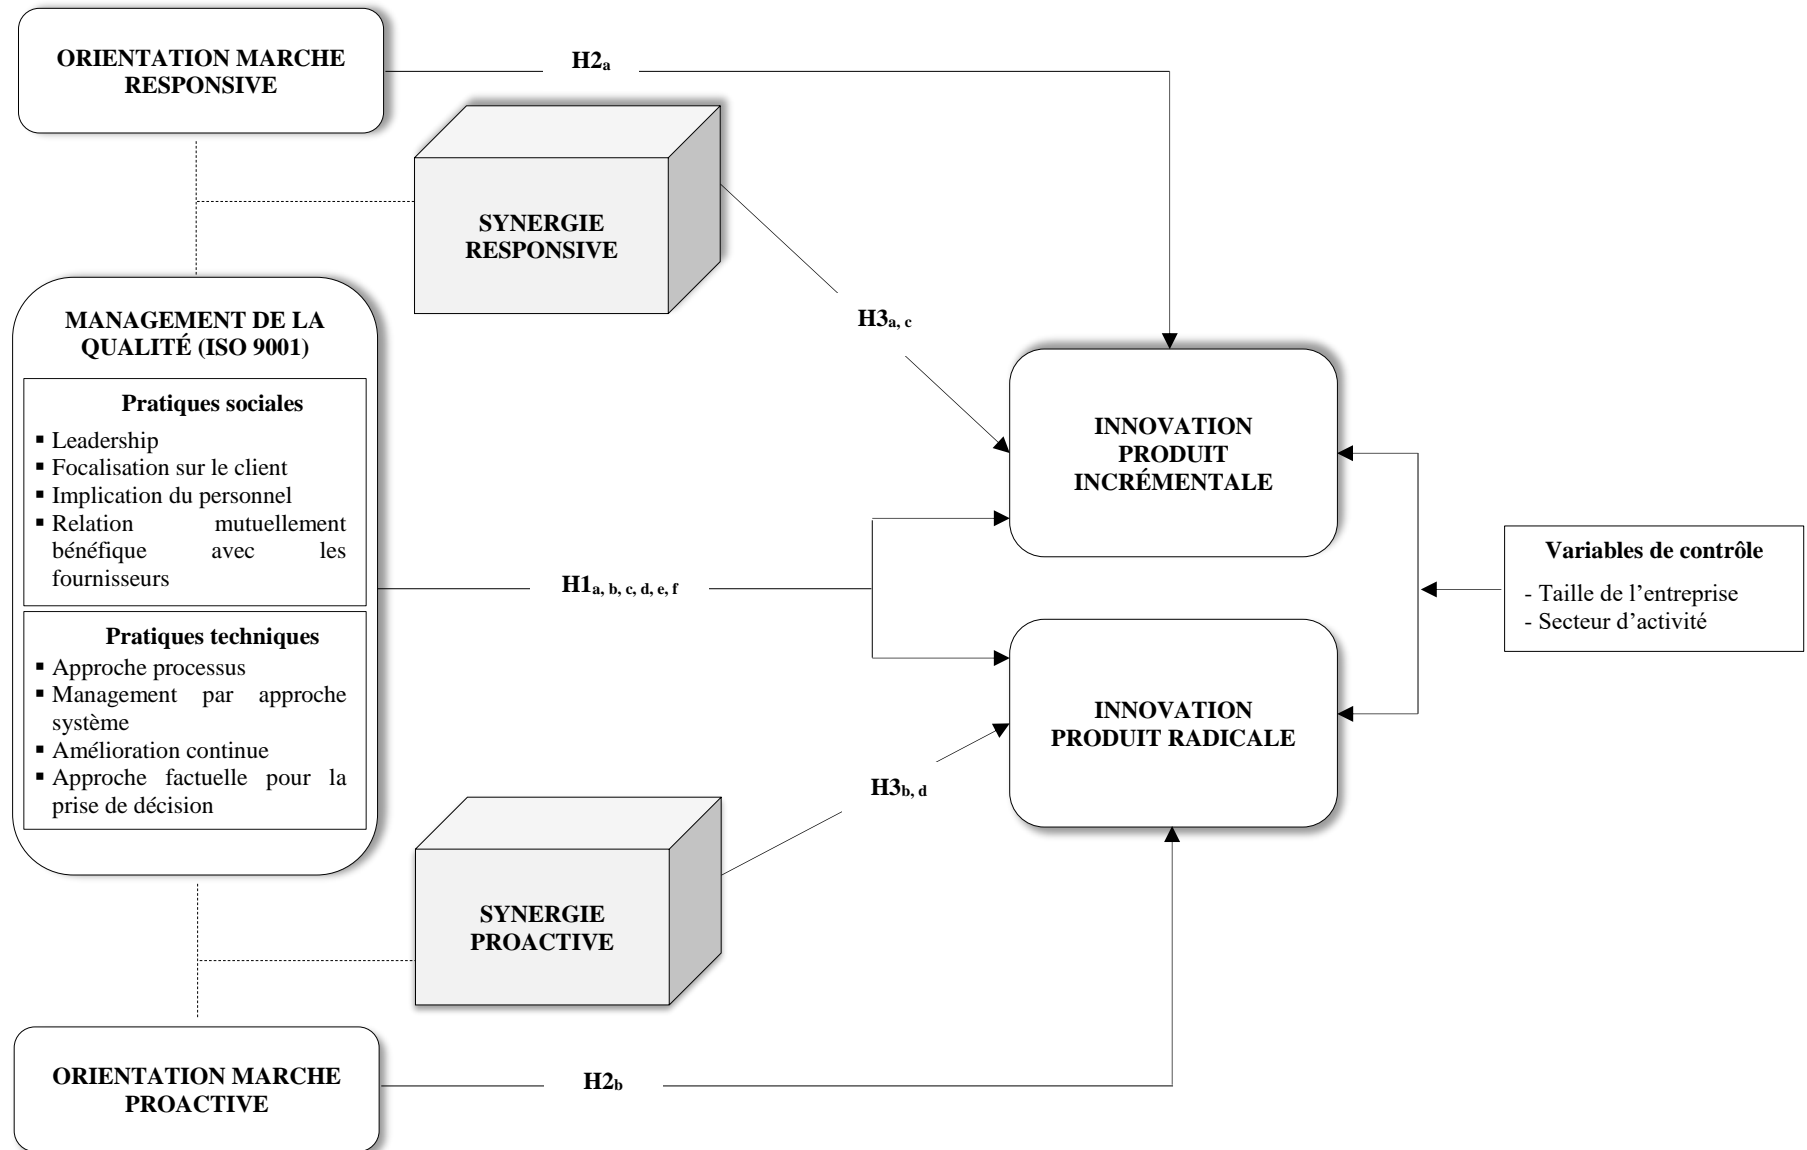 ORIENTATION MARCHE
RESPONSIVE
H2a
SYNERGIE
RESPONSIVE
MANAGEMENT DE LA
QUALITÉ (ISO 9001)
Pratiques sociales
▪ Leadership
▪ Focalisation sur le client
▪ Implication du personnel
▪ Relation mutuellement
bénéfique avec les
fournisseurs
Pratiques techniques
▪ Approche processus
▪ Management par approche
système
▪ Amélioration continue
▪ Approche factuelle pour la
prise de décision
H3a, c
H1a, b, c, d, e, f
INNOVATION
PRODUIT
INCRÉMENTALE
Variables de contrôle
- Taille de l’entreprise
- Secteur d’activité
INNOVATION
PRODUIT RADICALE
H3b, d
SYNERGIE
PROACTIVE
ORIENTATION MARCHE
PROACTIVE
H2b